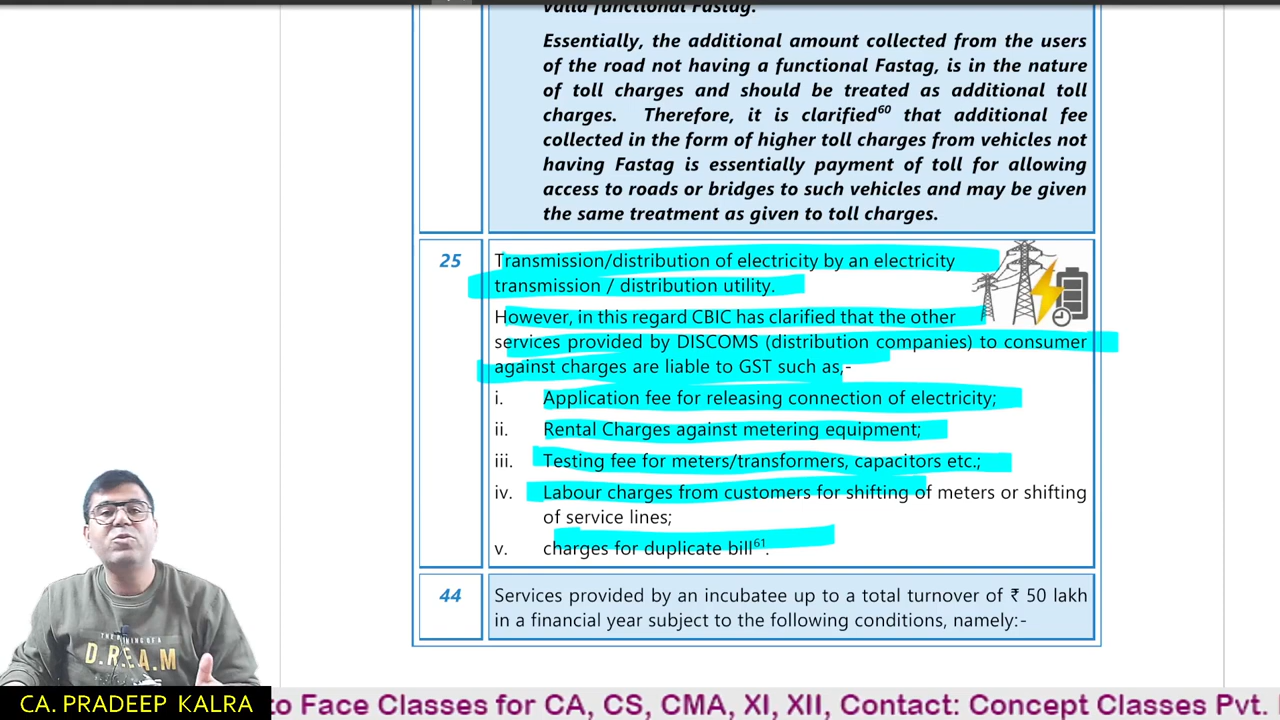 valid functional Fastag.
Essentially, the additional amount collected from the users
of the road not having a functional Fastag, is in the nature
of toll charges and should be treated as additional toll
charges. Therefore, it is clarified60 that additional fee
collected in the form of higher toll charges from vehicles not
having Fastag is essentially payment of toll for allowing
access to roads or bridges to such vehicles and may be given
the same treatment as given to toll charges.
25
Transmission/distribution of electricity by an electricity
transmission / distribution utility.
However, in this regard CBIC has clarified that the other
services provided by DISCOMS (distribution companies) to consumer
against charges are liable to GST such as,-
i. Application fee for releasing connection of electricity;
ii. Rental Charges against metering equipment;
iii. Testing fee for meters/transformers, capacitors etc.;
iv. Labour charges from customers for shifting of meters or shifting
of service lines;
v. charges for duplicate bill61.
44
Services provided by an incubatee up to a total turnover of ₹ 50 lakh
in a financial year subject to the following conditions, namely:-
D.R.E.A.M
CA. PRADEEP KALRA
to Face Classes for CA, CS, CMA, XI, XII, Contact: Concept Classes Pvt.